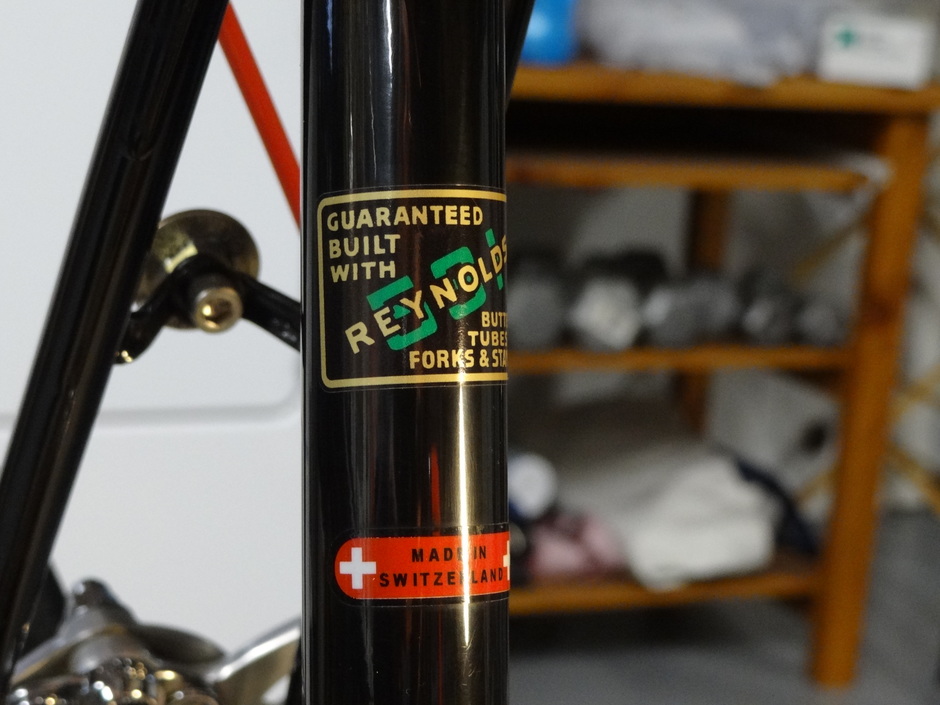 GUARANTEED
BUILT
WITH
REYNOLDS
BUTT
TUBES
FORKS & STA
MADE IN
SWITZERLAND